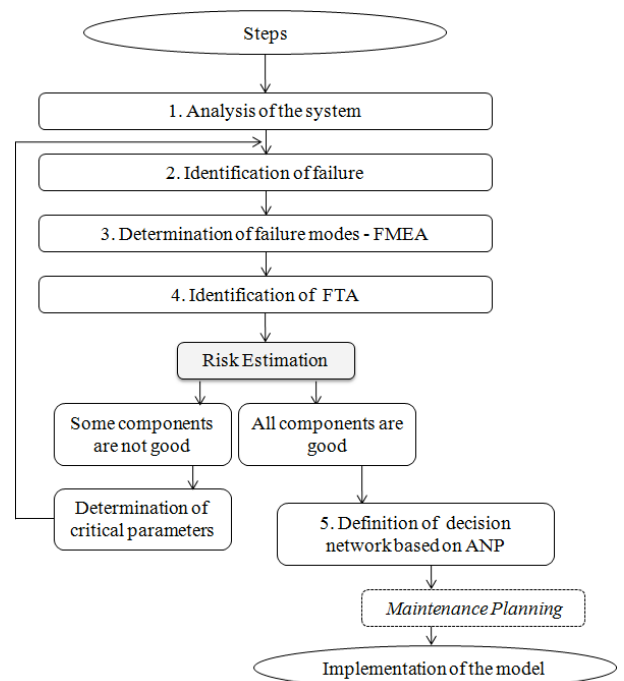 Steps
1. Analysis of the system
2. Identification of failure
3. Determination of failure modes - FMEA
4. Identification of FTA
Risk Estimation
Some components
are not good
All components are
good
Determination of
critical parameters
5. Definition of decision
network based on ANP
Maintenance Planning
Implementation of the model